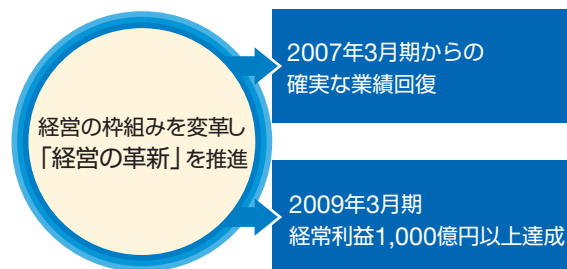 経営の枠組みを変革し
「経営の革新」を推進
2007年3月期からの
確実な業績回復
2009年3月期
経常利益1,000億円以上達成